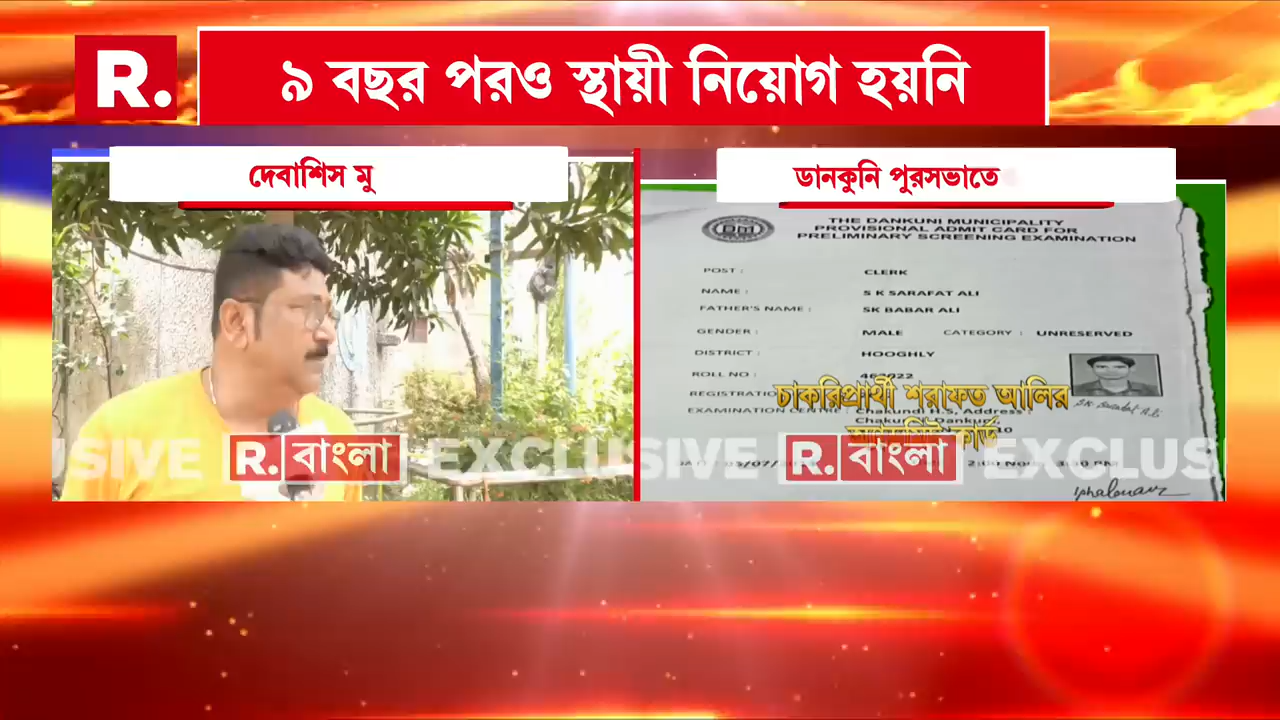 R.
৯ বছর পরও স্থায়ী নিয়োগ হয়নি
দেবাশিস মু
ডানকুনি পুরসভাতে
THE DANKUNI MUNICIPALITY
PROVISIONAL ADMIT CARD FOR
PRELIMINARY SCREENING EXAMINATION
POST : CLERK
NAME : S K SARAFAT ALI
FATHER'S NAME : SK BABAR ALI
GENDER : MALE CATEGORY : UNRESERVED
DISTRICT : HOOGHLY
ROLL NO :
চাকরিপ্রার্থী শরাফত আলির
EXAMINATION CENTRE Chakundi H.S, Address
R. বাংলা EXCLUSIVE R. বাংলা EXCLUS